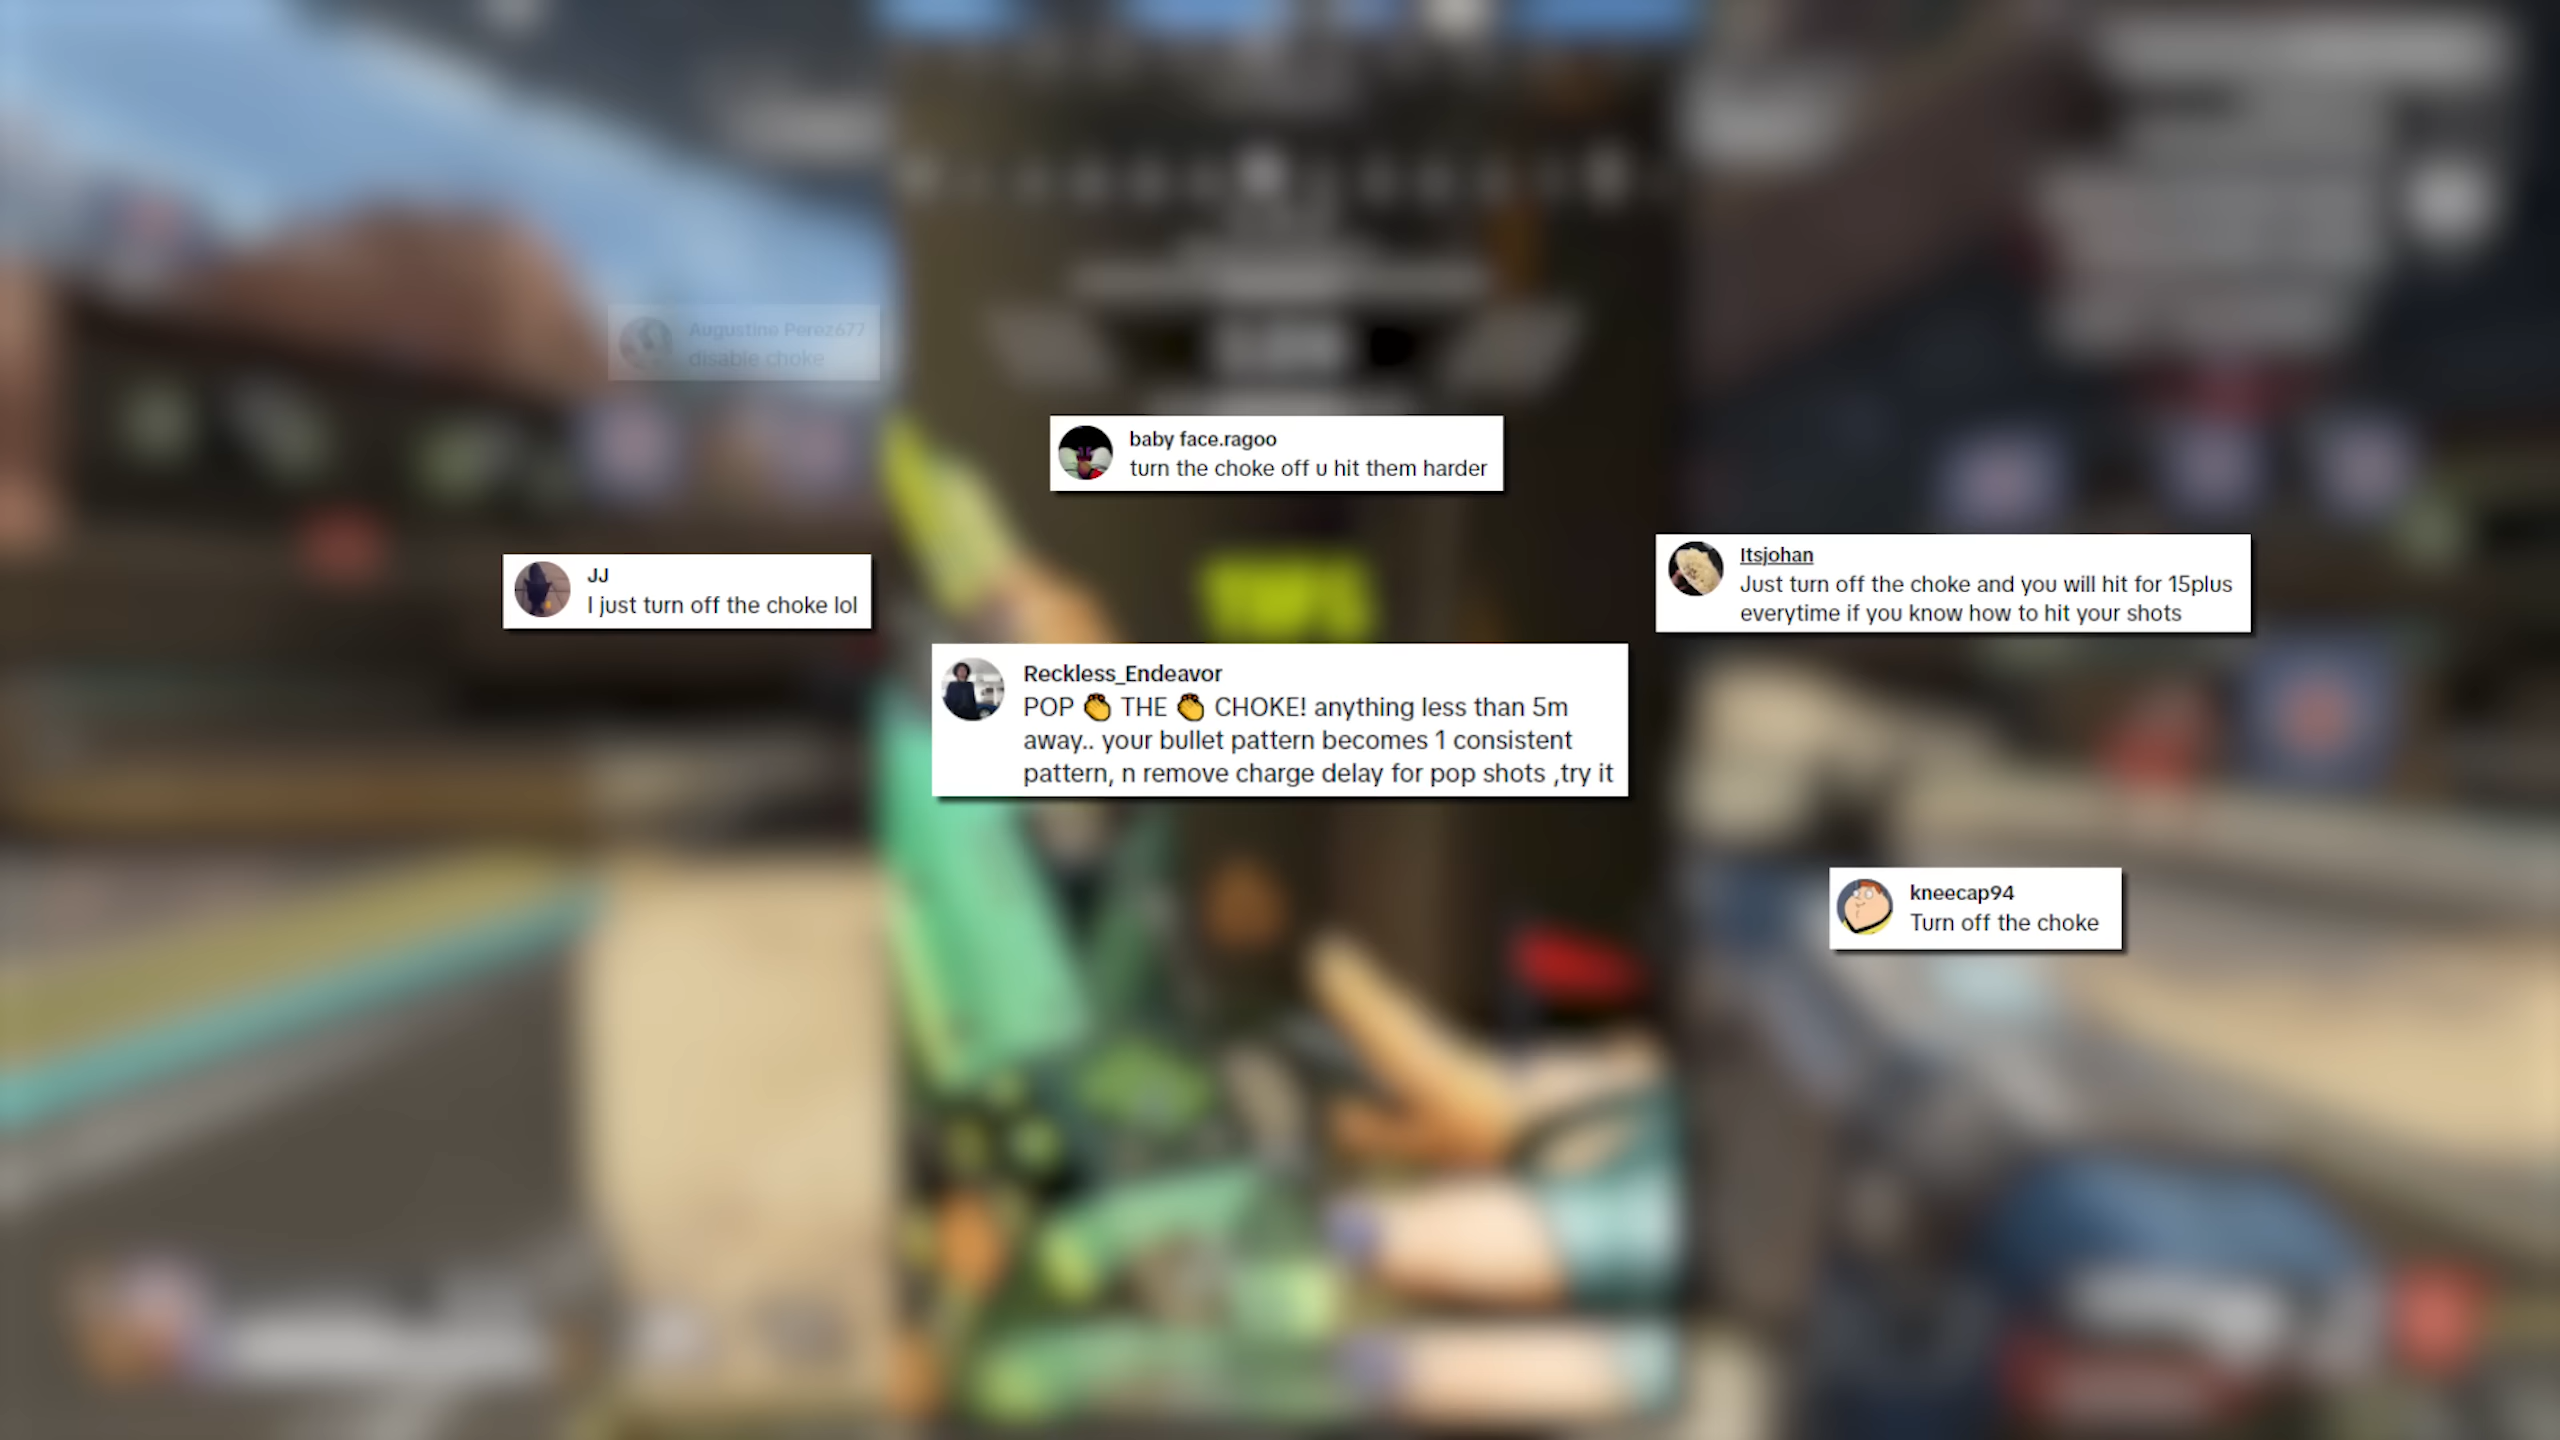 Augustine Perez677
disable choke
baby face.ragoo
turn the choke off u hit them harder
JJ
I just turn off the choke lol
Itsjohan
Just turn off the choke and you will hit for 15plus
everytime if you know how to hit your shots
Reckless_Endeavor
POP 👏 THE 👏 CHOKE! anything less than 5m
away.. your bullet pattern becomes 1 consistent
pattern, n remove charge delay for pop shots ,try it
kneecap94
Turn off the choke